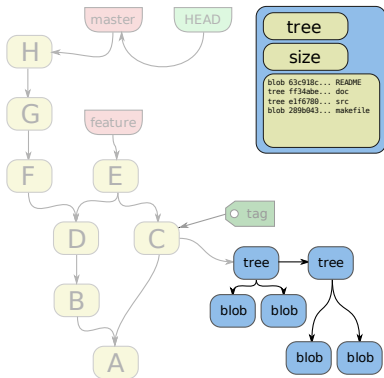 master
HEAD
tree
size
blob 63c918c... README
tree ff34abe... doc
tree e1f6780... src
blob 289b043... makefile
H
G
feature
F
E
tag
D
C
tree
tree
B
blob
blob
A
blob
blob